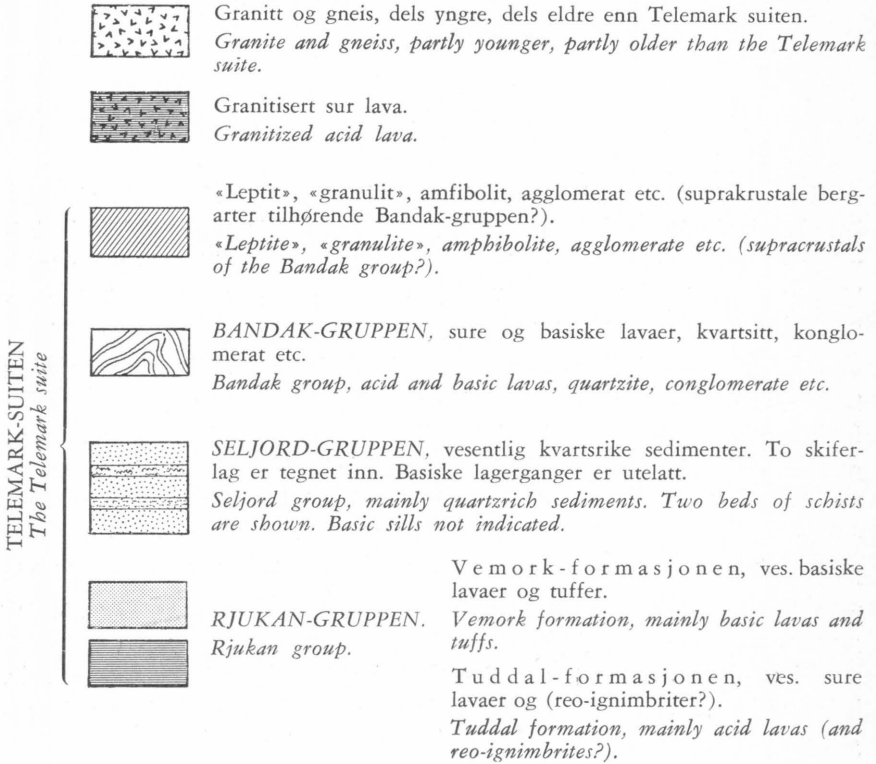 Granitt og gneis, dels yngre, dels eldre enn Telemark suiten.
Granite and gneiss, partly younger, partly older than the Telemark
suite.
Granitisert sur lava.
Granitized acid lava.
«Leptit», «granulit», amfibolit, agglomerat etc. (suprakrustale berg-
arter tilhørende Bandak-gruppen?).
«Leptite», «granulite», amphibolite, agglomerate etc. (supracrustals
of the Bandak group?).
TELEMARK-SUITEN
The Telemark suite
BANDAK-GRUPPEN, sure og basiske lavaer, kvartsitt, konglo-
merat etc.
Bandak group, acid and basic lavas, quartzite, conglomerate etc.
SELJORD-GRUPPEN, vesentlig kvartsrike sedimenter. To skifer-
lag er tegnet inn. Basiske lagerganger er utelatt.
Seljord group, mainly quartzrich sediments. Two beds of schists
are shown. Basic sills not indicated.
RJUKAN-GRUPPEN.
Rjukan group.
Vemork-formasjonen, ves. basiske
lavaer og tuffer.
Vemork formation, mainly basic lavas and
tuffs.
Tuddal-formasjonen, ves. sure
lavaer og (reo-ignimbriter?).
Tuddal formation, mainly acid lavas (and
reo-ignimbrites?).